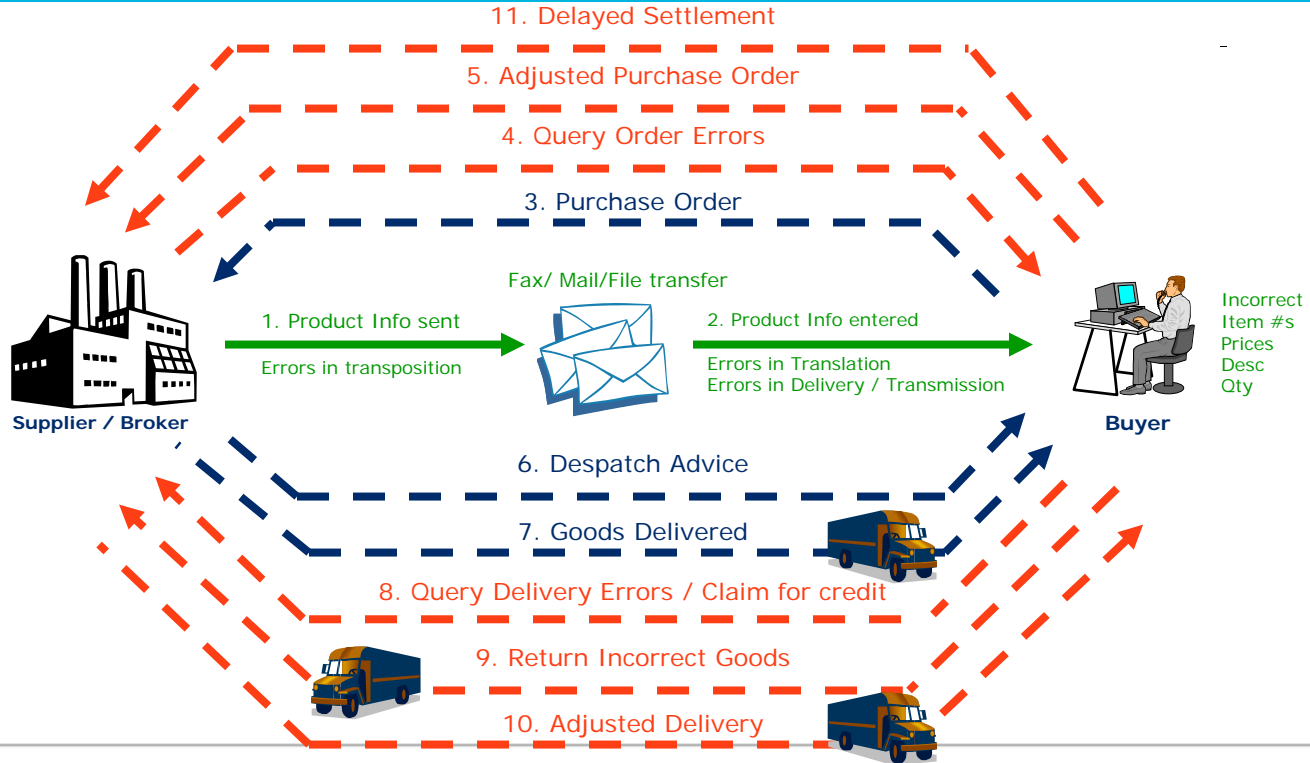 11. Delayed Settlement
5. Adjusted Purchase Order
4. Query Order Errors
3. Purchase Order
Fax/ Mail/File transfer
1. Product Info sent
Errors in transposition
2. Product Info entered
Errors in Translation
Errors in Delivery / Transmission
Incorrect
Item #s
Prices
Desc
Qty
Supplier / Broker
Buyer
6. Despatch Advice
7. Goods Delivered
8. Query Delivery Errors / Claim for credit
9. Return Incorrect Goods
10. Adjusted Delivery